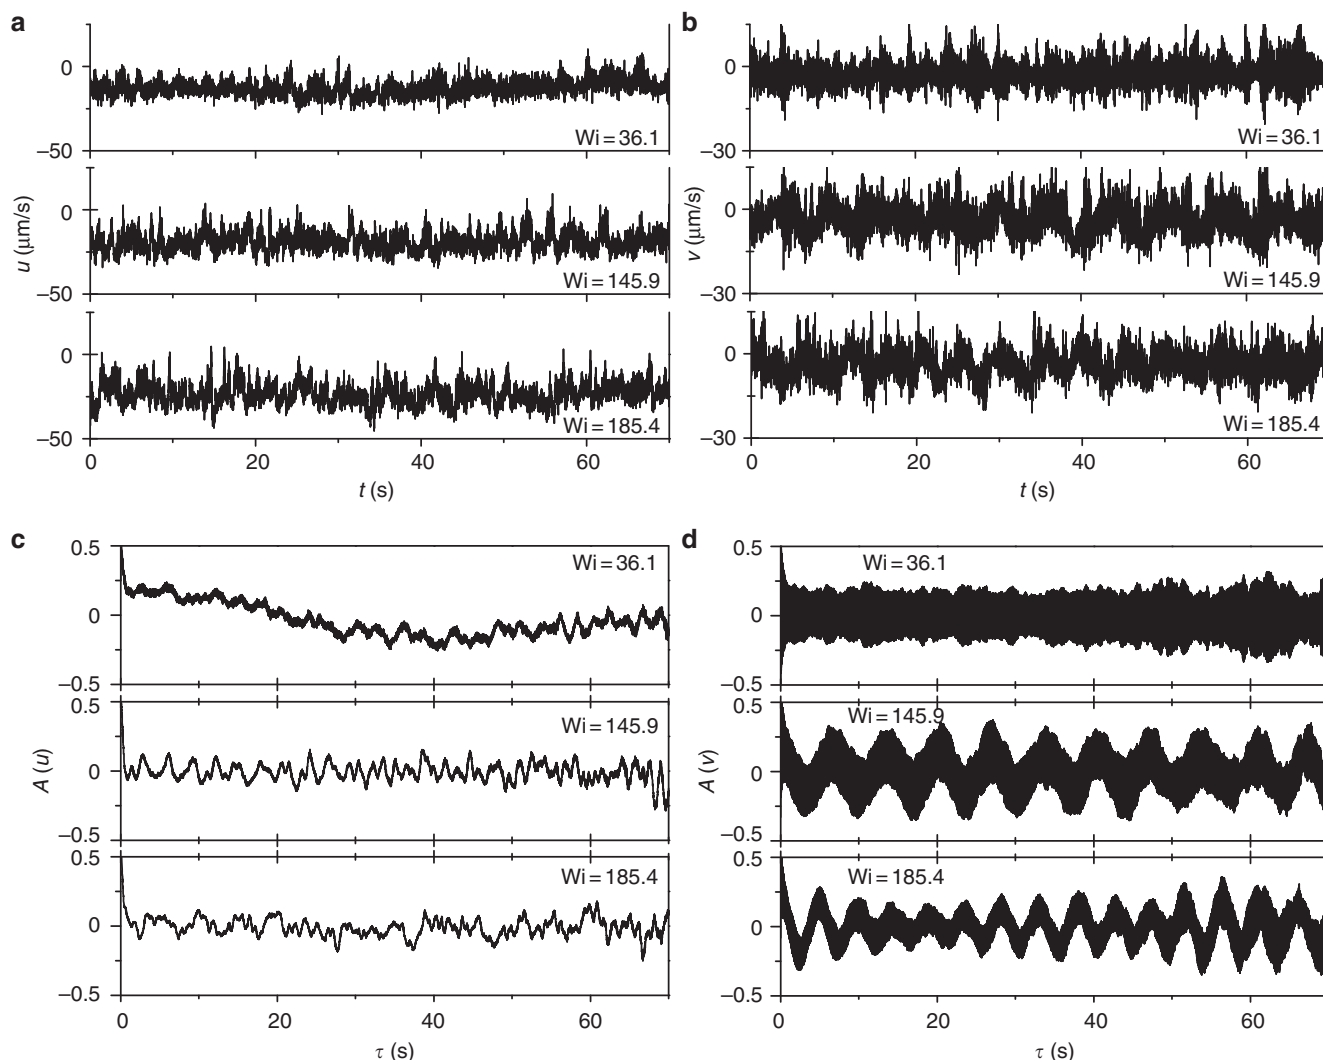 a
b
0
–50
Wi = 36.1
0
–30
Wi = 36.1
u (μm/s)
0
–50
Wi = 145.9
v (μm/s)
0
–30
Wi = 145.9
0
–50
Wi = 185.4
0
–30
Wi = 185.4
0 20 40 60
0 20 40 60
t (s)
t (s)
c
d
0.5
0
–0.5
Wi = 36.1
0.5
0
–0.5
Wi = 36.1
A (u)
0.5
0
–0.5
Wi = 145.9
A (v)
0.5
0
–0.5
Wi = 145.9
0.5
0
–0.5
Wi = 185.4
0.5
0
–0.5
Wi = 185.4
0 20 40 60
0 20 40 60
τ (s)
τ (s)